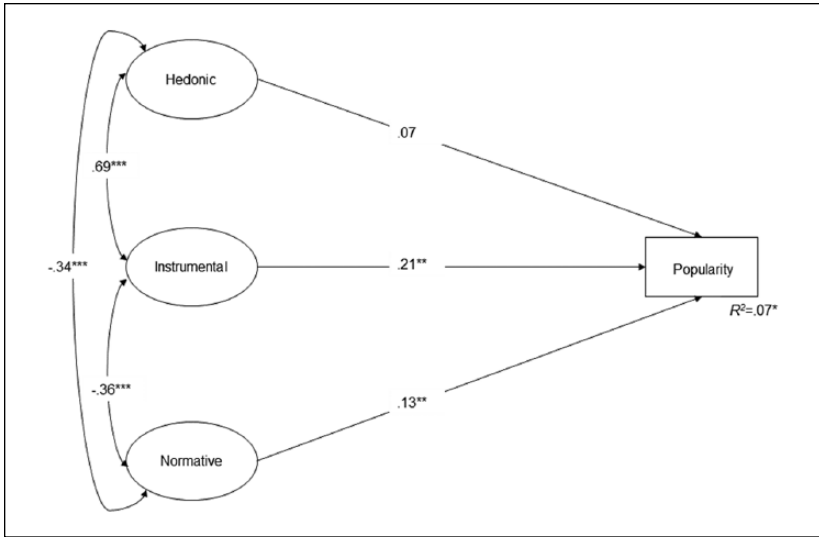 Hedonic
.07
.69***
-.34***
Instrumental
.21**
Popularity
R²=.07*
-.36***
.13**
Normative